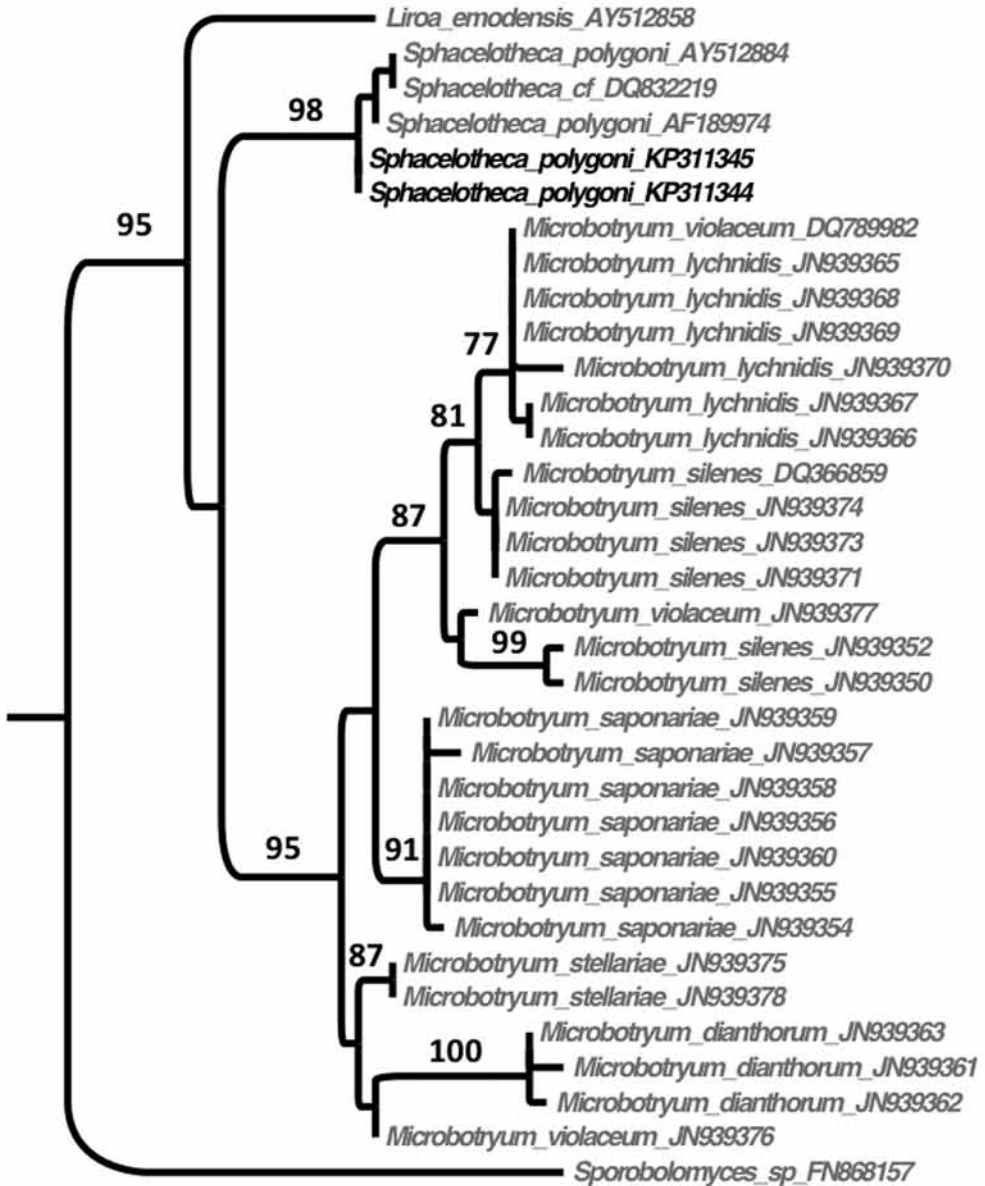 Liroa_emodensis_AY512858
Sphacelotheca_polygoni_AY512884
Sphacelotheca_cf_DQ832219
98
Sphacelotheca_polygoni_AF189974
Sphacelotheca_polygoni_KP311345
Sphacelotheca_polygoni_KP311344
95
Microbotryum_violaceum_DQ789982
Microbotryum_lychnidis_JN939365
Microbotryum_lychnidis_JN939368
Microbotryum_lychnidis_JN939369
77
Microbotryum_lychnidis_JN939370
Microbotryum_lychnidis_JN939367
81
Microbotryum_lychnidis_JN939366
Microbotryum_silenes_DQ366859
Microbotryum_silenes_JN939374
87
Microbotryum_silenes_JN939373
Microbotryum_silenes_JN939371
Microbotryum_violaceum_JN939377
99
Microbotryum_silenes_JN939352
Microbotryum_silenes_JN939350
Microbotryum_saponariae_JN939359
Microbotryum_saponariae_JN939357
Microbotryum_saponariae_JN939358
Microbotryum_saponariae_JN939356
95
91
Microbotryum_saponariae_JN939360
Microbotryum_saponariae_JN939355
Microbotryum_saponariae_JN939354
87
Microbotryum_stellariae_JN939375
Microbotryum_stellariae_JN939378
Microbotryum_dianthorum_JN939363
100
Microbotryum_dianthorum_JN939361
Microbotryum_dianthorum_JN939362
Microbotryum_violaceum_JN939376
Sporobolomyces_sp_FN868157